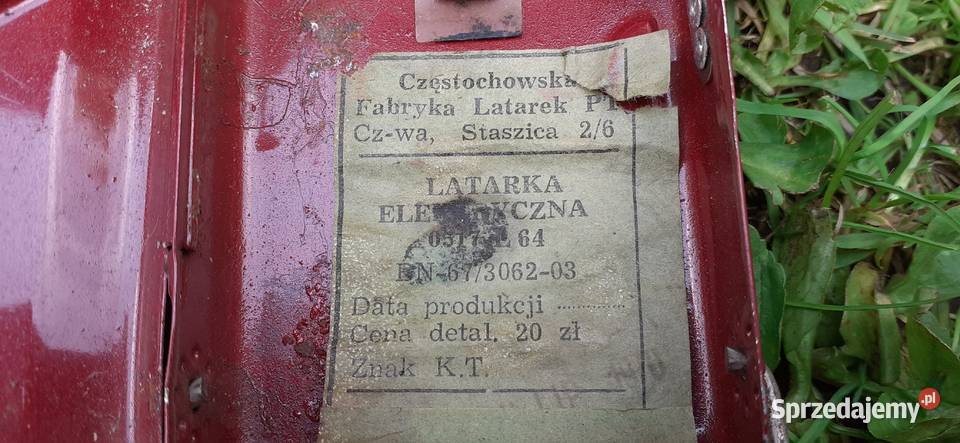 Częstochowska
Fabryka Latarek PT
Cz-wa, Staszica 2/6
LATARKA
ELEKTRYCZNA
64
BN-67/3062-03
Data produkcji ..............
Cena detal. 20 zł
Znak K.T.
Sprzedajemy.pl